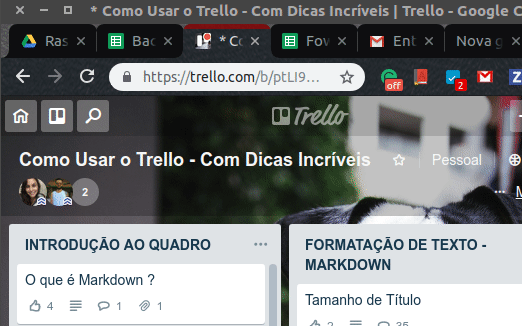 * Como Usar o Trello - Com Dicas Incríveis | Trello - Google C
Ras
Bac
* Co
Fov
Ent
Nova g
https://trello.com/b/ptLI9...
off
2
Trello
Como Usar o Trello - Com Dicas Incríveis
Pessoal
2
INTRODUÇÃO AO QUADRO
O que é Markdown ?
4
1
1
FORMATAÇÃO DE TEXTO - 
MARKDOWN
Tamanho de Título
2
35